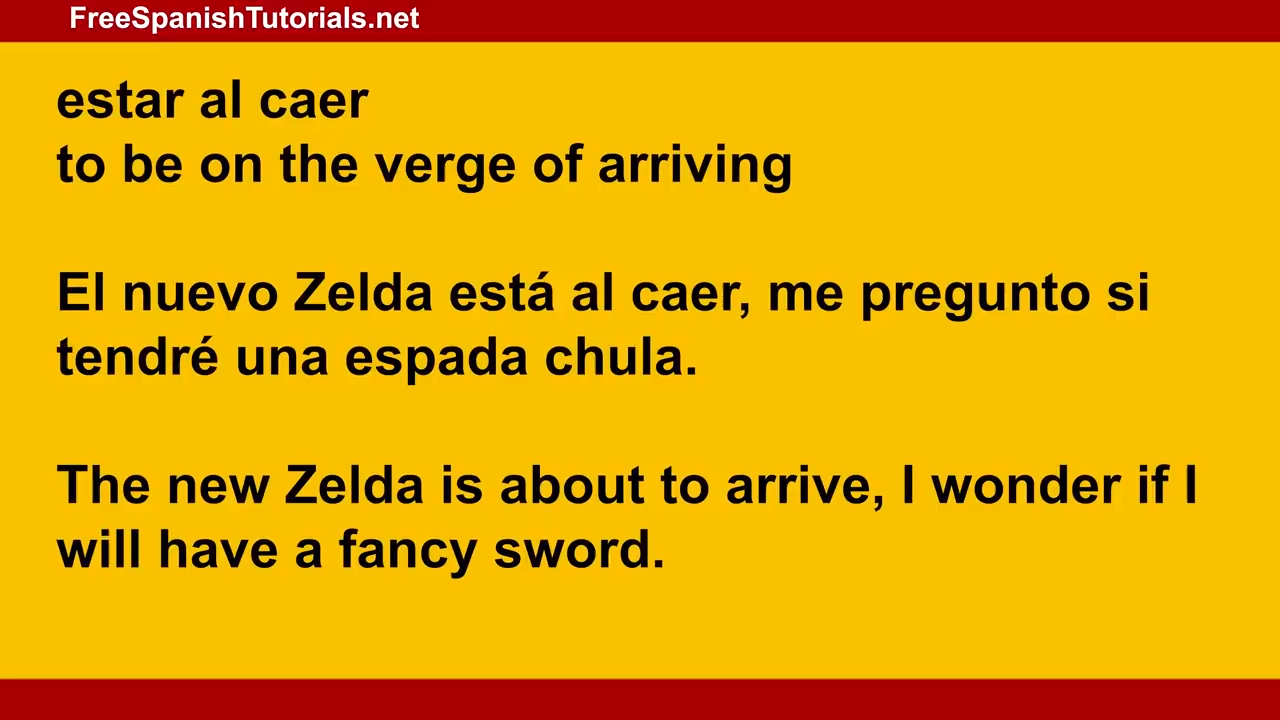 FreeSpanishTutorials.net
estar al caer
to be on the verge of arriving
El nuevo Zelda está al caer, me pregunto si
tendré una espada chula.
The new Zelda is about to arrive, I wonder if I
will have a fancy sword.